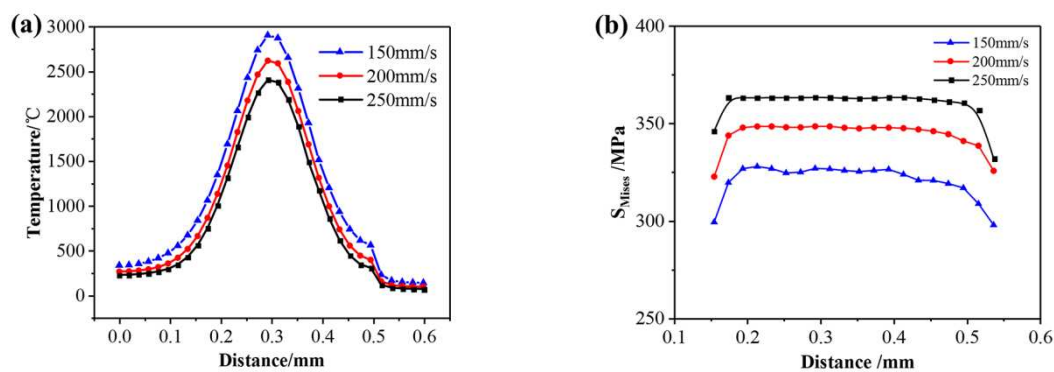 (a)
3000
2500
2000
1500
1000
500
0
Temperature/℃
150mm/s
200mm/s
250mm/s
0.0 0.1 0.2 0.3 0.4 0.5 0.6
Distance/mm
(b)
400
350
300
250
S_Mises /MPa
150mm/s
200mm/s
250mm/s
0.1 0.2 0.3 0.4 0.5 0.6
Distance /mm